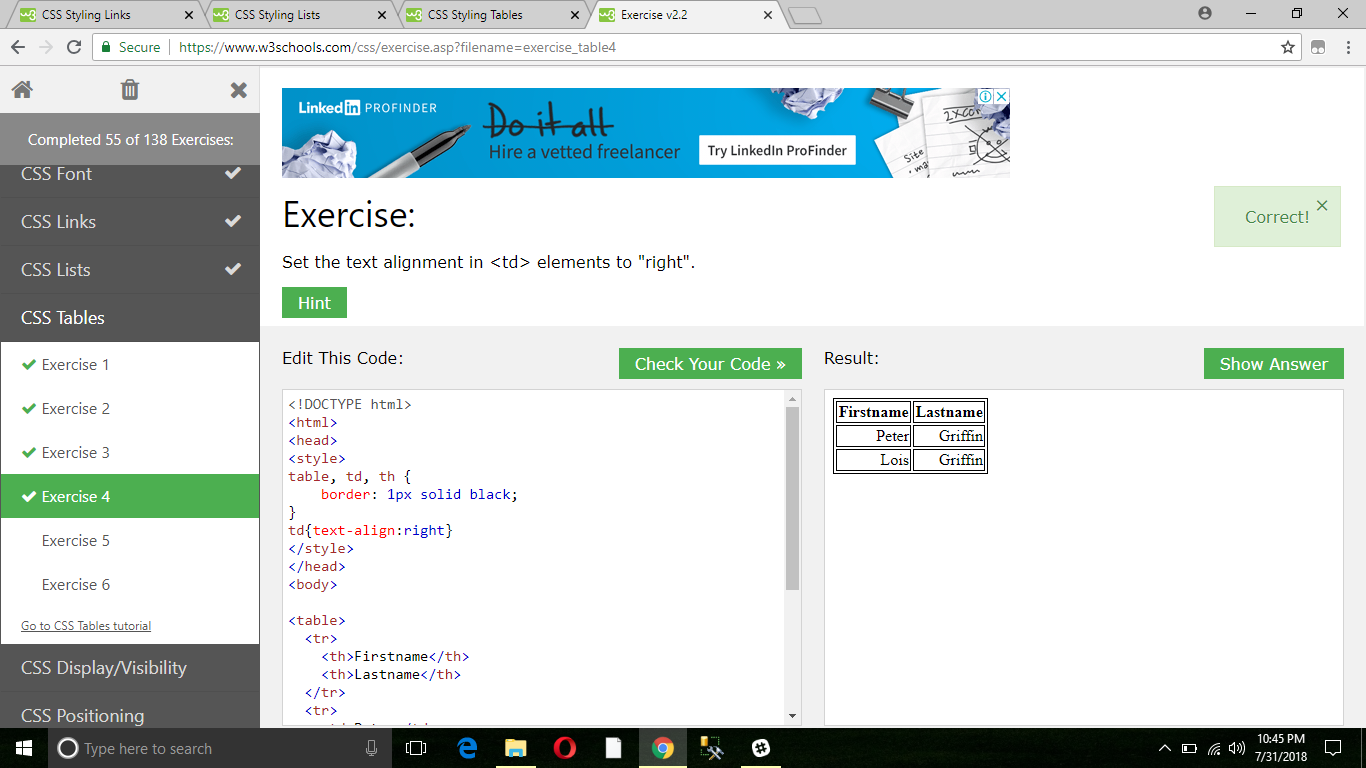 CSS Styling Links
CSS Styling Lists
CSS Styling Tables
Exercise v2.2
Secure
https://www.w3schools.com/css/exercise.asp?filename=exercise_table4
Completed 55 of 138 Exercises:
CSS Font
CSS Links
CSS Lists
CSS Tables
Exercise 1
Exercise 2
Exercise 3
Exercise 4
Exercise 5
Exercise 6
Go to CSS Tables tutorial
CSS Display/Visibility
CSS Positioning
Linked in PROFINDER
Do it all
Hire a vetted freelancer
Try LinkedIn ProFinder
Site
Exercise:
Correct!
Set the text alignment in <td> elements to "right".
Hint
Edit This Code:
Check Your Code »
<!DOCTYPE html>
<html>
<head>
<style>
table, td, th {
    border: 1px solid black;
}
td{text-align:right}
</style>
</head>
<body>
<table>
  <tr>
    <th>Firstname</th>
    <th>Lastname</th>
  </tr>
  <tr>
Result:
Show Answer
Firstname Lastname
Peter Griffin
Lois Griffin
Type here to search
10:45 PM
7/31/2018